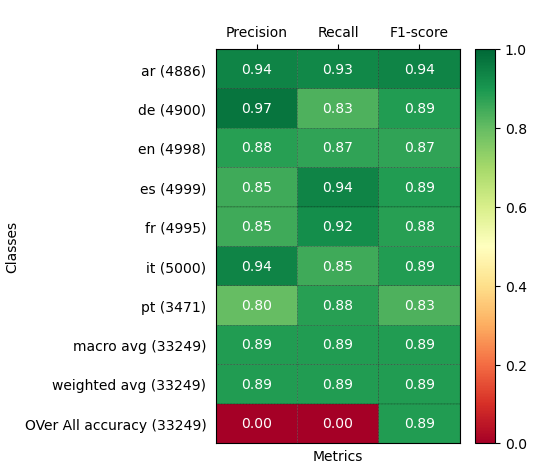 Precision Recall F1-score
ar (4886) 0.94 0.93 0.94
de (4900) 0.97 0.83 0.89
en (4998) 0.88 0.87 0.87
es (4999) 0.85 0.94 0.89
fr (4995) 0.85 0.92 0.88
it (5000) 0.94 0.85 0.89
pt (3471) 0.80 0.88 0.83
macro avg (33249) 0.89 0.89 0.89
weighted avg (33249) 0.89 0.89 0.89
OVer All accuracy (33249) 0.00 0.00 0.89
Classes
Metrics
1.0
0.8
0.6
0.4
0.2
0.0